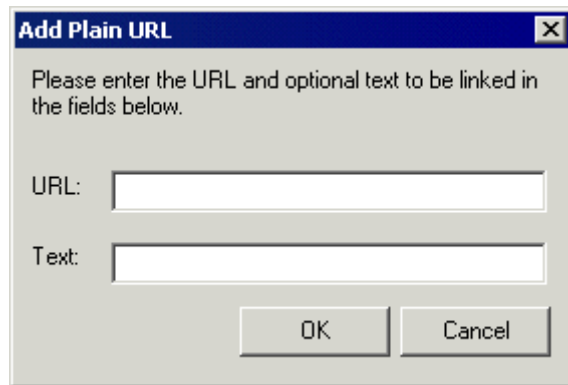 Add Plain URL
Please enter the URL and optional text to be linked in
the fields below.
URL:
Text:
OK Cancel